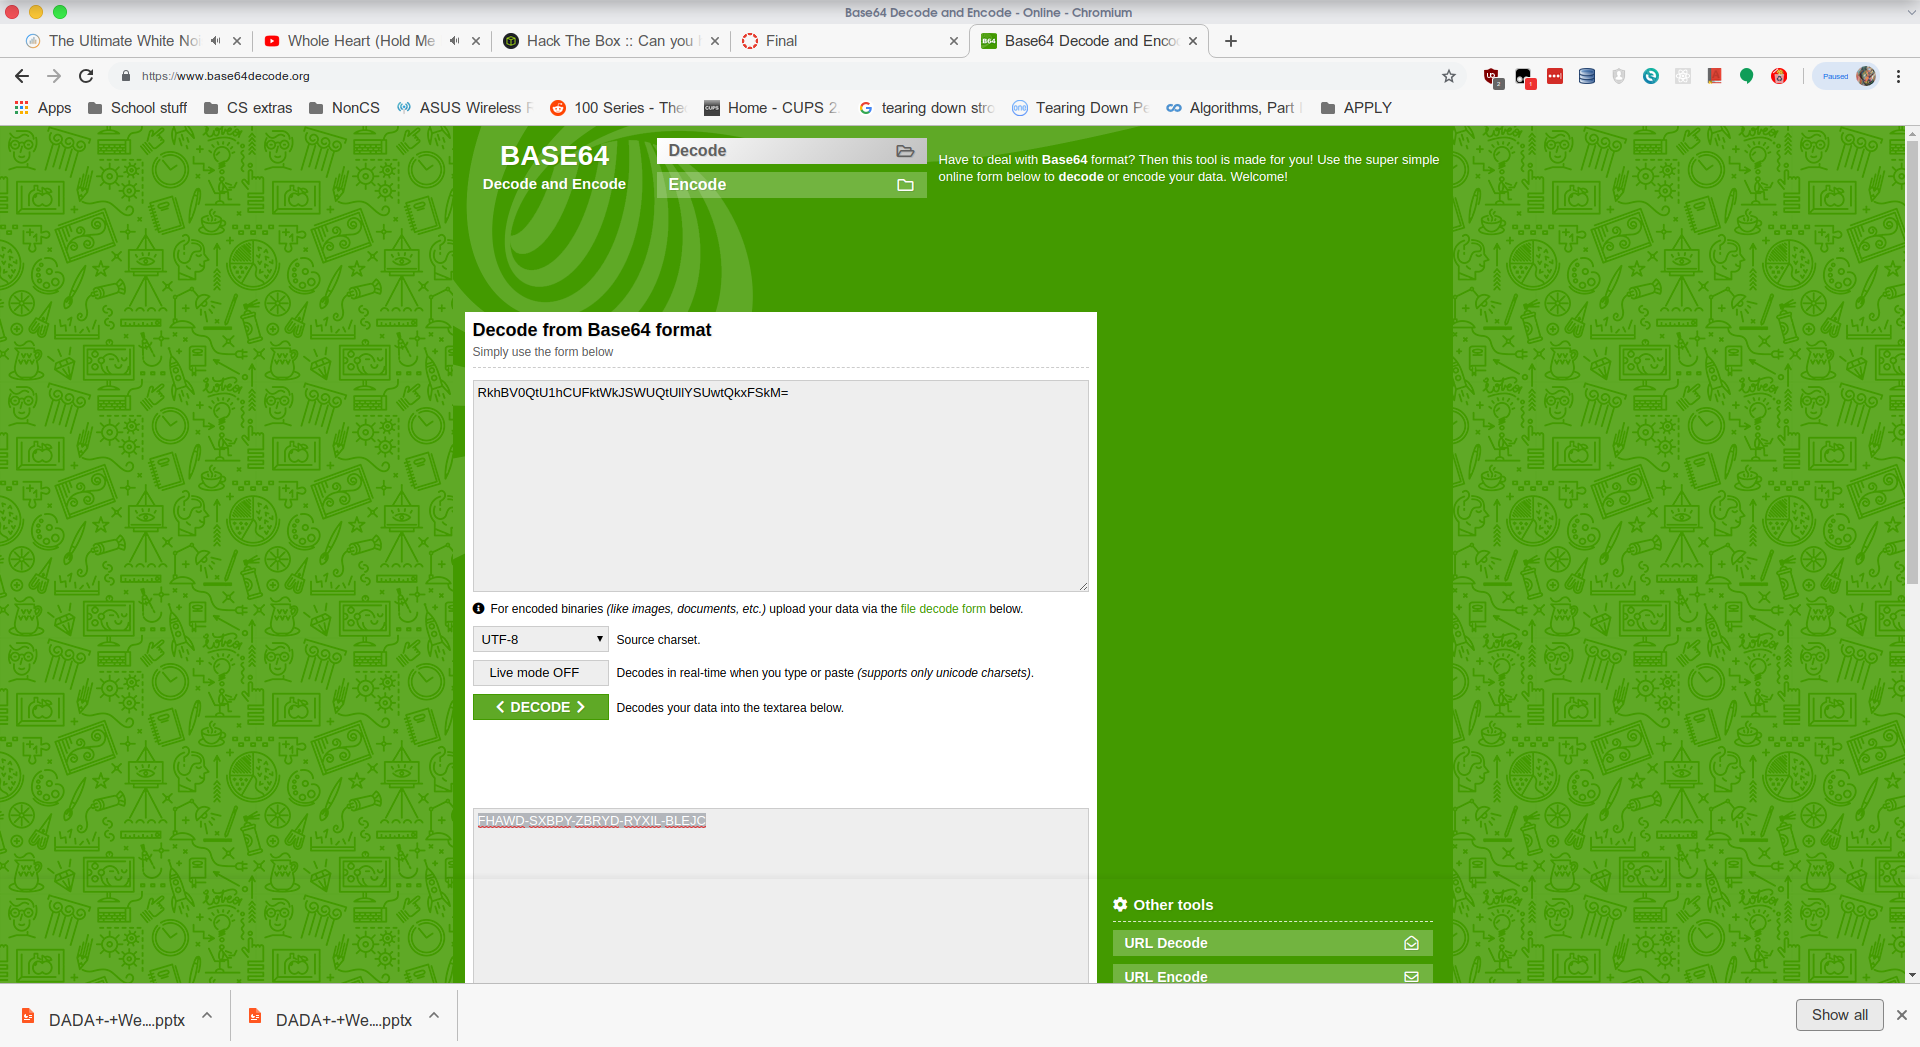 Base64 Decode and Encode - Online - Chromium
The Ultimate White Noi
Whole Heart (Hold Me
Hack The Box :: Can you
Final
B64
Base64 Decode and Enco
https://www.base64decode.org
2
1
Paused
Apps
School stuff
CS extras
NonCS
ASUS Wireless
100 Series - The
CUPS
Home - CUPS 2
tearing down stro
Tearing Down Pe
Algorithms, Part
APPLY
BASE64
Decode and Encode
Decode
Encode
Have to deal with Base64 format? Then this tool is made for you! Use the super simple
online form below to decode or encode your data. Welcome!
Decode from Base64 format
Simply use the form below
RkhBV0QtU1hCUFktWkJSWUQtUllYSUwtQkxFSkM=
For encoded binaries (like images, documents, etc.) upload your data via the file decode form below.
UTF-8
Source charset.
Live mode OFF
Decodes in real-time when you type or paste (supports only unicode charsets).
DECODE
Decodes your data into the textarea below.
FHAWD-SXBPY-ZBRYD-RYXIL-BLEJC
Other tools
URL Decode
URL Encode
DADA+-+We....pptx
DADA+-+We....pptx
Show all